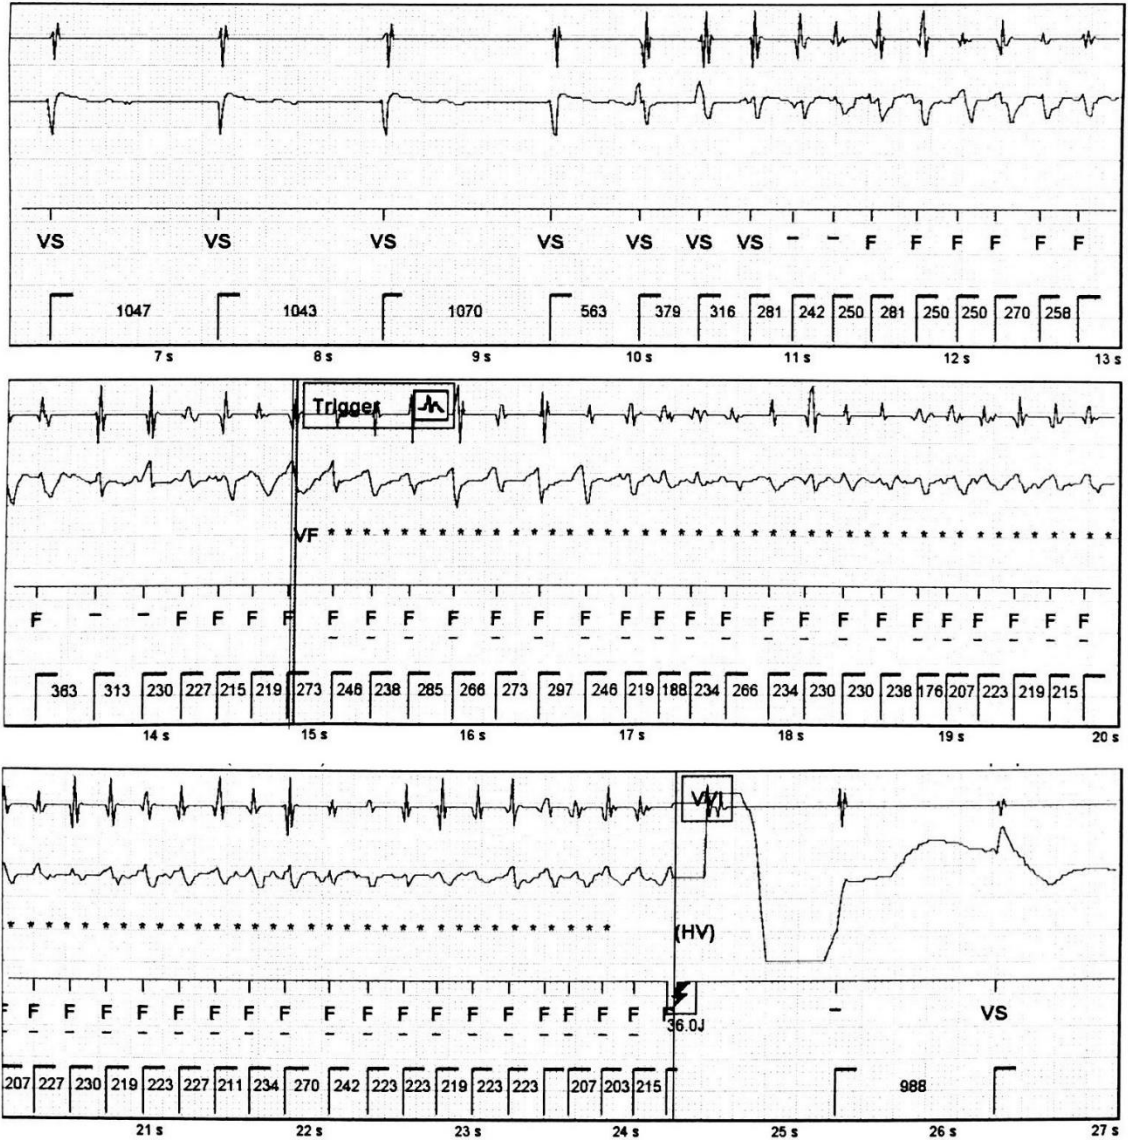 VS VS VS VS VS VS VS – – F F F F F F
1047 1043 1070 563 379 316 281 242 250 281 250 250 270 258
7 s 8 s 9 s 10 s 11 s 12 s 13 s
Trigger
VF * * * * * * * * * * * * * * * * * * * * * * * * * * * * * * * * * * * * * * * * * * *
F – – F F F F F F F F F F F F F F F F F F F F F F F F F
– – – – – – – – – – – – – – – – – – – – –
363 313 230 227 215 219 273 246 238 285 266 273 297 246 219 188 234 266 234 230 230 238 176 207 223 219 215
14 s 15 s 16 s 17 s 18 s 19 s 20 s
* * * * * * * * * * * * * * * * * * * * * * * * * * * * * * * * * (HV)
F F F F F F F F F F F F F F F F F F F F – VS
– – – – – – – – – – – – – – – – – –
36.0J
207 227 230 219 223 227 211 234 270 242 223 223 219 223 223 207 203 215 988
21 s 22 s 23 s 24 s 25 s 26 s 27 s